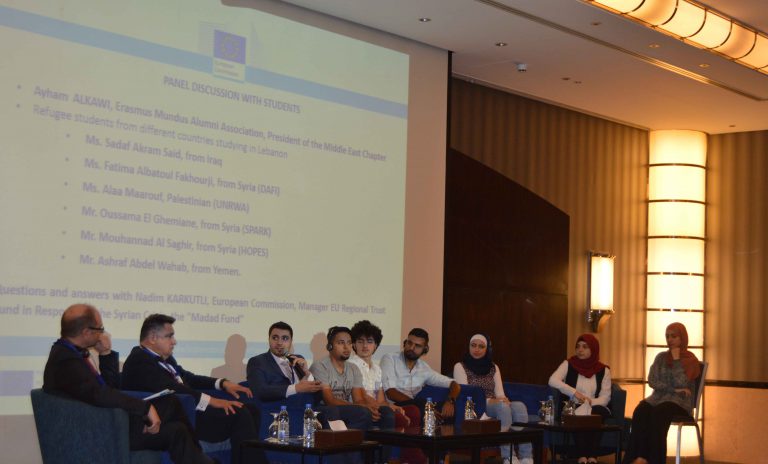 European
Commission
PANEL DISCUSSION WITH STUDENTS
• Ayham ALKAWI, Erasmus Mundus Alumni Association, President of the Middle East Chapter
• Refugee students from different countries studying in Lebanon
• Ms. Sadaf Akram Said, from Iraq
• Ms. Fatima Albatoul Fakhourji, from Syria (DAFI)
• Ms. Alaa Maarouf, Palestinian (UNRWA)
• Mr. Oussama El Ghemiane, from Syria (SPARK)
• Mr. Mouhannad Al Saghir, from Syria (HOPES)
• Mr. Ashraf Abdel Wahab, from Yemen.
Questions and answers with Nadim KARKUTLI, European Commission, Manager EU Regional Trust
Fund in Response the Syrian the "Madad Fund"